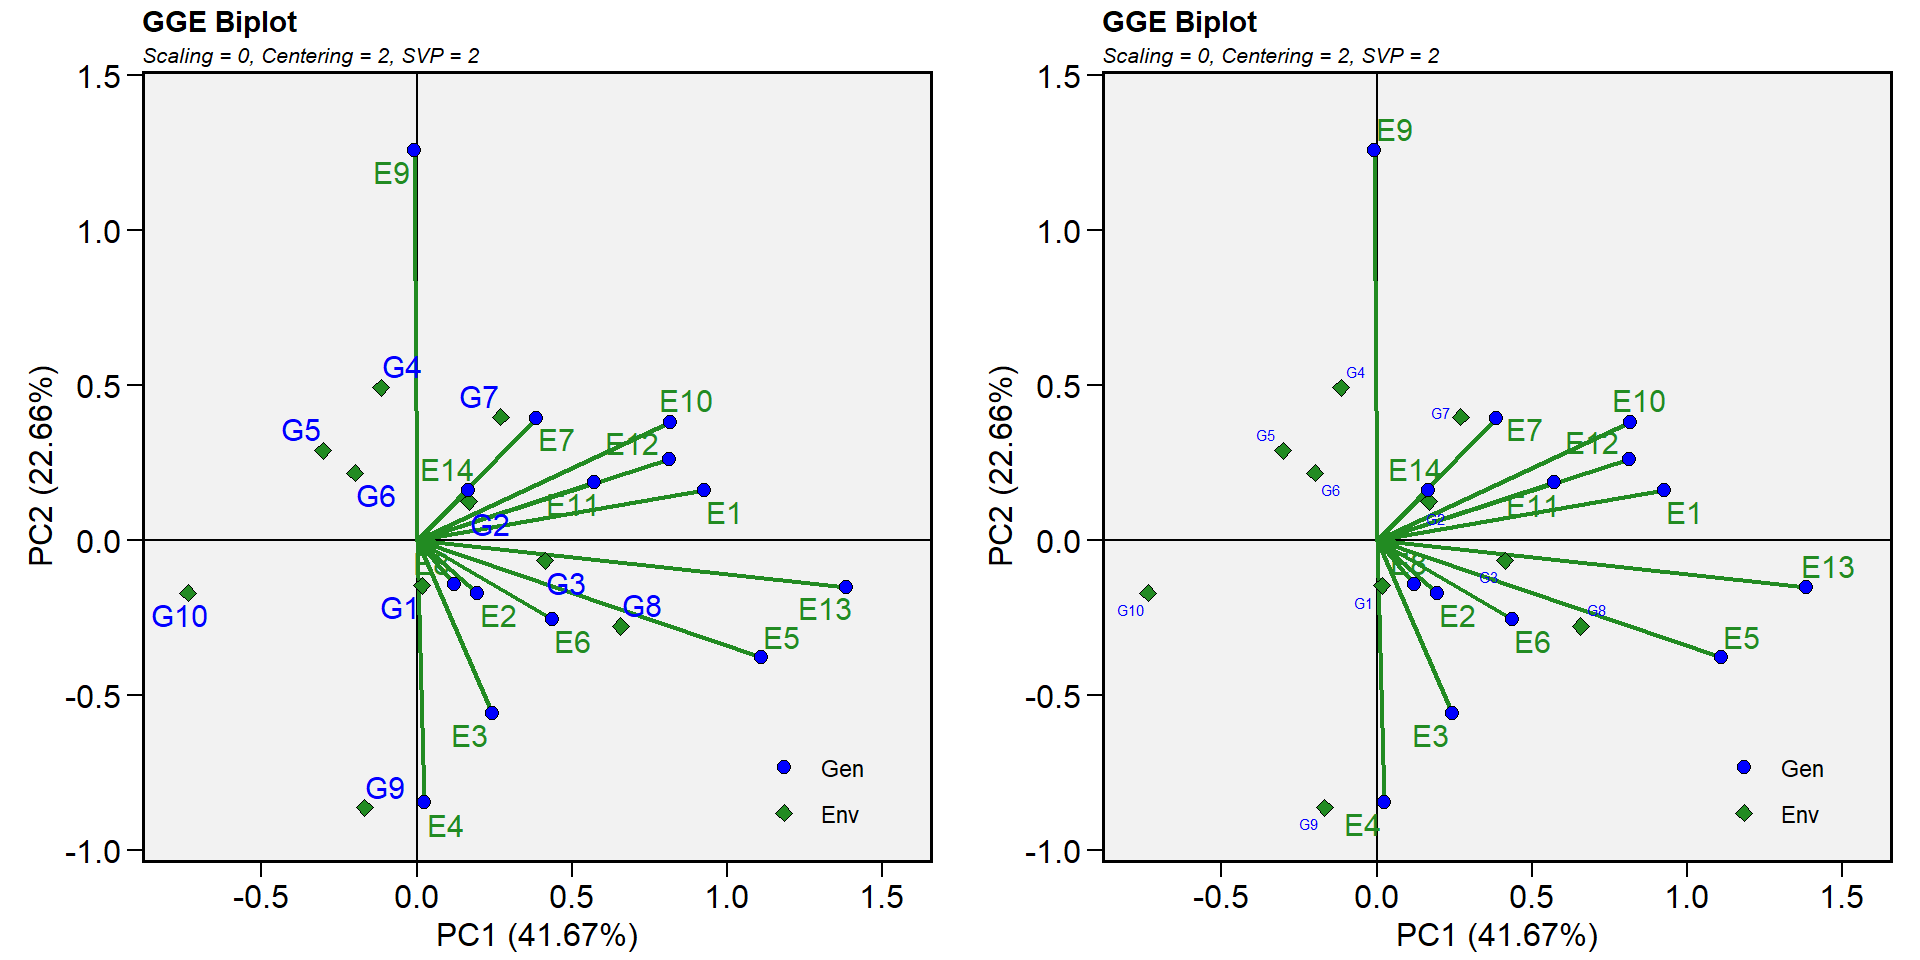 GGE Biplot
Scaling = 0, Centering = 2, SVP = 2
1.5
1.0
0.5
0.0
-0.5
-1.0
PC2 (22.66%)
E9
G4
G7
G5
E10
E7
E12
E14
G6
E11
E1
G2
G3
G10
G1
E2
G8
E13
E6
E5
E3
G9
E4
Gen
Env
-0.5
0.0
0.5
1.0
1.5
PC1 (41.67%)
GGE Biplot
Scaling = 0, Centering = 2, SVP = 2
1.5
1.0
0.5
0.0
-0.5
-1.0
PC2 (22.66%)
E9
G4
G7
G5
E10
E7
E12
E14
G6
E11
E1
G2
E8
G3
E13
G10
G1
E2
G8
E6
E5
E3
G9
E4
Gen
Env
-0.5
0.0
0.5
1.0
1.5
PC1 (41.67%)